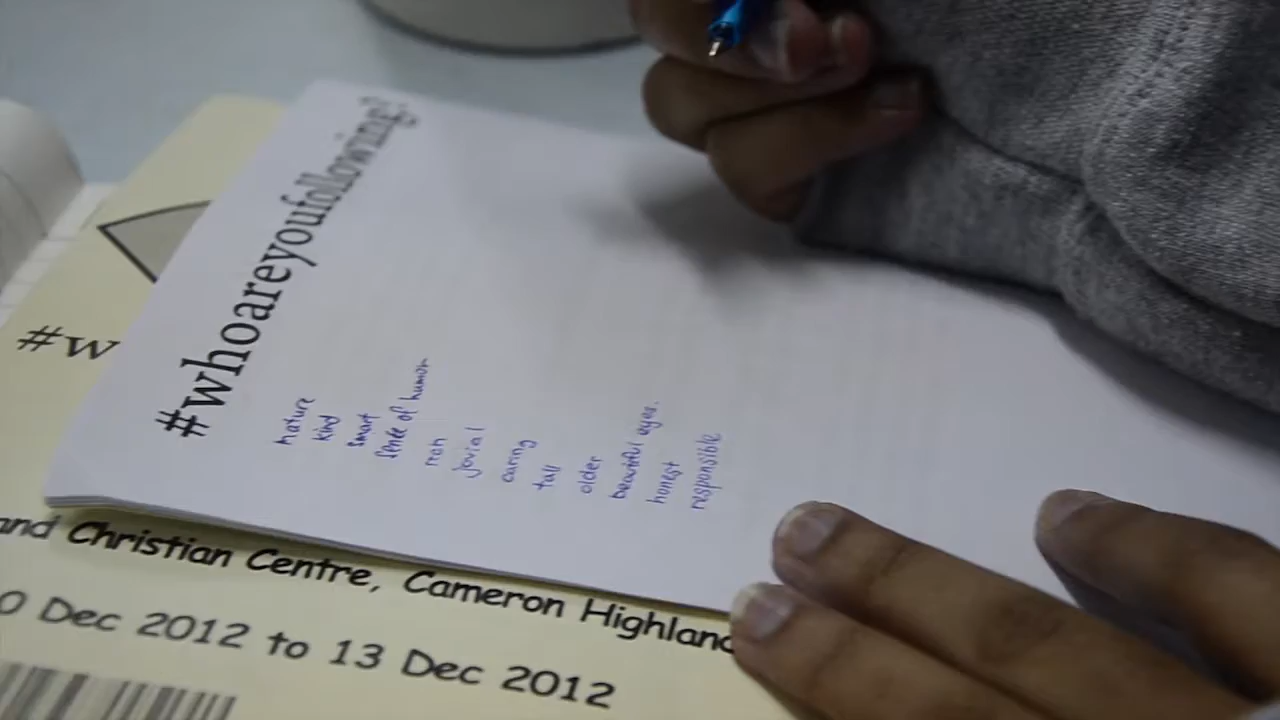 #whoareyoufollowing?
mature
kind
smart
sense of humor
rich
jovial
caring
tall
older
beautiful eyes.
honest
responsible
#w
and Christian Centre, Cameron Highland
0 Dec 2012 to 13 Dec 2012